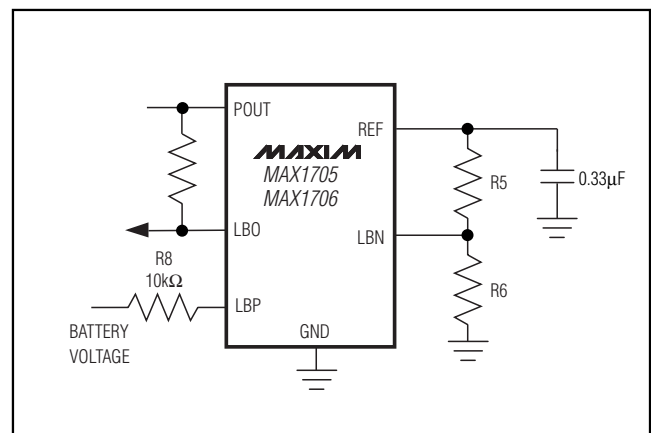 POUT
REF
MAXIM
MAX1705
MAX1706
R5
0.33µF
LBO
LBN
R8
10kΩ
R6
LBP
GND
BATTERY
VOLTAGE